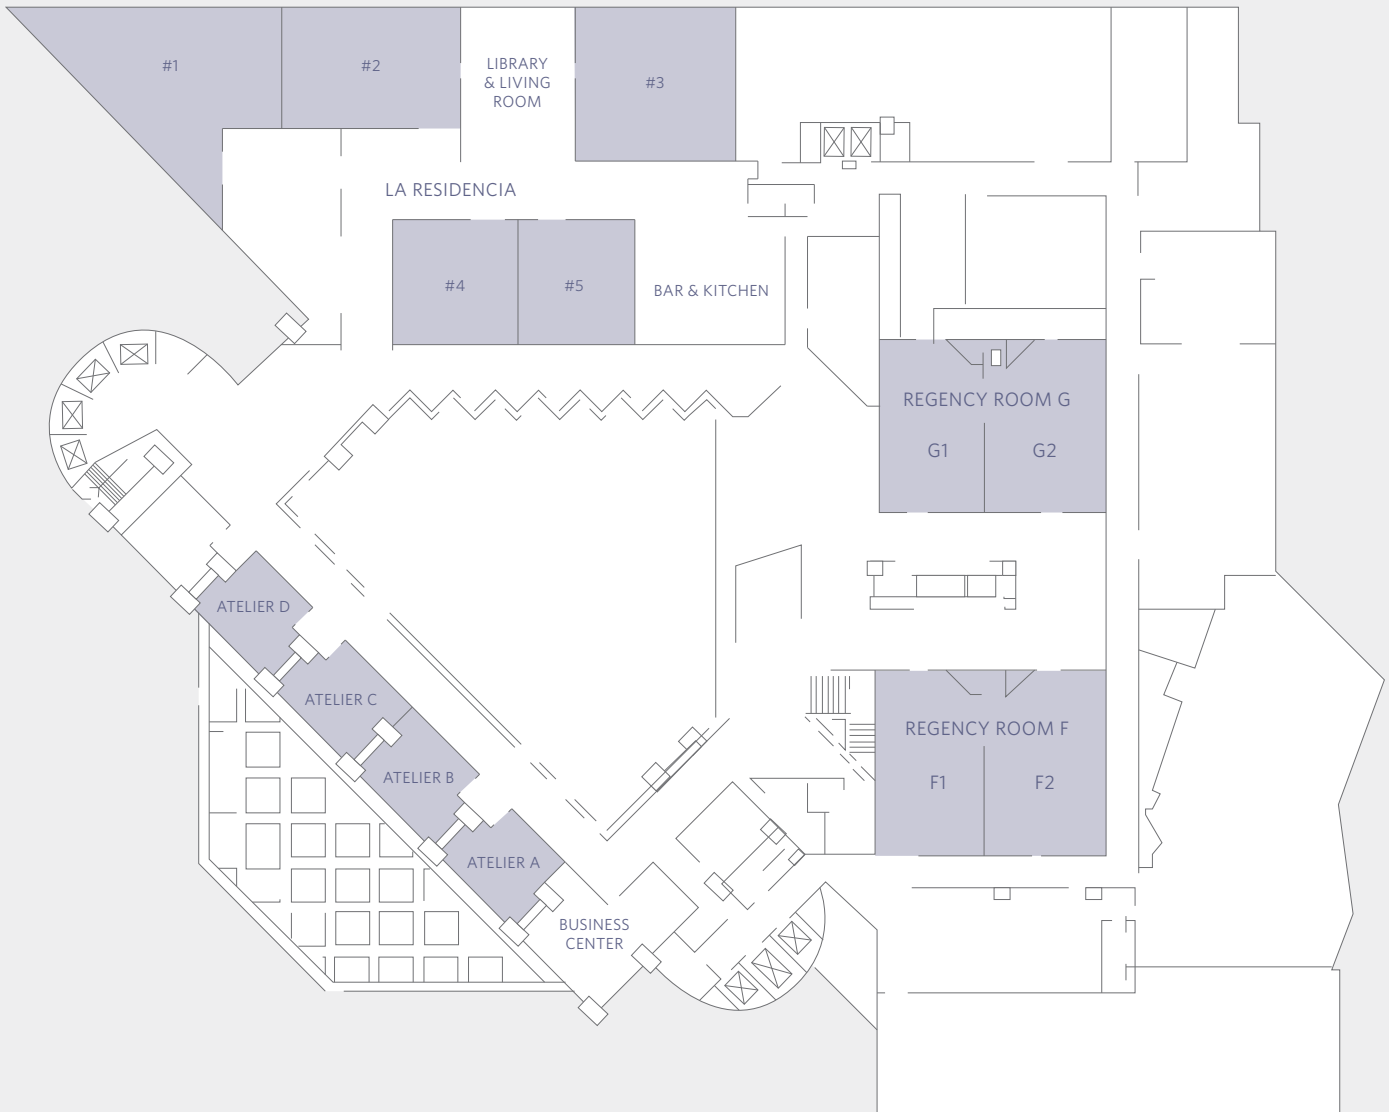 #1
#2
LIBRARY
& LIVING
ROOM
#3
LA RESIDENCIA
#4
#5
BAR & KITCHEN
REGENCY ROOM G
G1
G2
ATELIER D
ATELIER C
ATELIER B
ATELIER A
REGENCY ROOM F
F1
F2
BUSINESS
CENTER